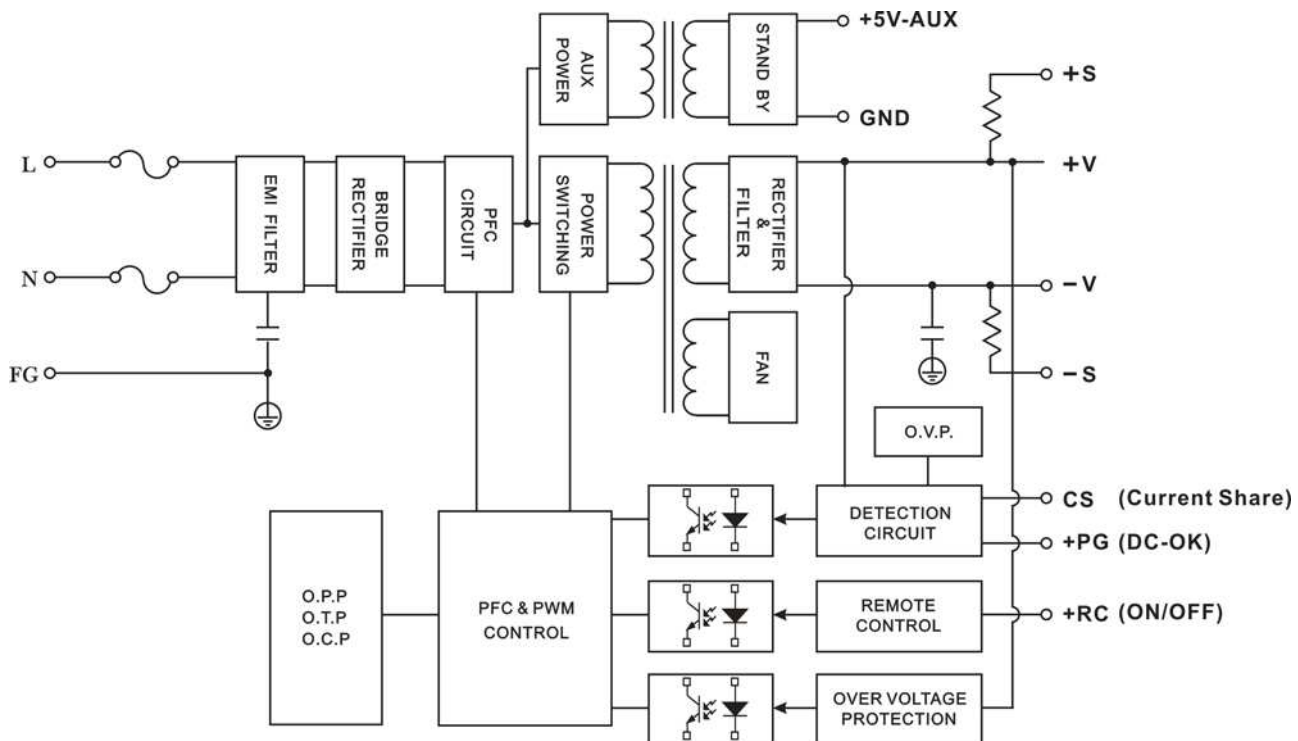 +5V-AUX
AUX
POWER
STAND BY
GND
+S
L
EMI FILTER
BRIDGE
RECTIFIER
PFC
CIRCUIT
POWER
SWITCHING
RECTIFIER
&
FILTER
+V
N
-V
FAN
FG
-S
O.V.P.
DETECTION
CIRCUIT
CS (Current Share)
+PG (DC-OK)
O.P.P
O.T.P
O.C.P
PFC & PWM
CONTROL
REMOTE
CONTROL
+RC (ON/OFF)
OVER VOLTAGE
PROTECTION